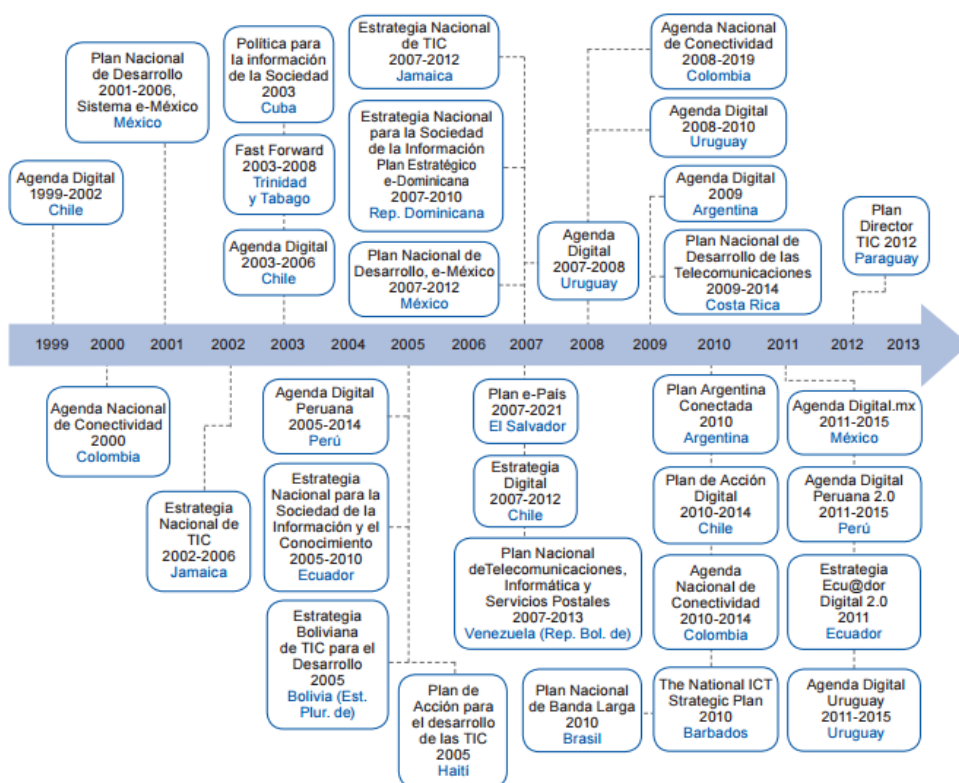 Plan Nacional
de Desarrollo
2001-2006,
Sistema e-México
México
Política para
la información
de la Sociedad
2003
Cuba
Estrategia Nacional
de TIC
2007-2012
Jamaica
Agenda Nacional
de Conectividad
2008-2019
Colombia
Agenda Digital
1999-2002
Chile
Fast Forward
2003-2008
Trinidad
y Tabago
Estrategia Nacional
para la Sociedad
de la Información
Plan Estratégico
e-Dominicana
2007-2010
Rep. Dominicana
Agenda Digital
2008-2010
Uruguay
Agenda Digital
2009
Argentina
Agenda Digital
2003-2006
Chile
Plan Nacional de
Desarrollo, e-México
2007-2012
México
Agenda
Digital
2007-2008
Uruguay
Plan Nacional de
Desarrollo de las
Telecomunicaciones
2009-2014
Costa Rica
Plan
Director
TIC 2012
Paraguay
1999 2000 2001 2002 2003 2004 2005 2006 2007 2008 2009 2010 2011 2012 2013
Agenda Nacional
de Conectividad
2000
Colombia
Agenda Digital
Peruana
2005-2014
Perú
Plan e-País
2007-2021
El Salvador
Plan Argentina
Conectada
2010
Argentina
Agenda Digital.mx
2011-2015
México
Estrategia
Nacional de
TIC
2002-2006
Jamaica
Estrategia
Nacional para la
Sociedad de la
Información y el
Conocimiento
2005-2010
Ecuador
Estrategia
Digital
2007-2012
Chile
Plan de Acción
Digital
2010-2014
Chile
Agenda Digital
Peruana 2.0
2011-2015
Perú
Plan Nacional
deTelecomunicaciones,
Informática y
Servicios Postales
2007-2013
Venezuela (Rep. Bol. de)
Agenda
Nacional de
Conectividad
2010-2014
Colombia
Estrategia
Ecu@dor
Digital 2.0
2011
Ecuador
Estrategia
Boliviana
de TIC para el
Desarrollo
2005
Bolivia (Est.
Plur. de)
Plan de
Acción para
el desarrollo
de las TIC
2005
Haití
Plan Nacional
de Banda Larga
2010
Brasil
The National ICT
Strategic Plan
2010
Barbados
Agenda Digital
Uruguay
2011-2015
Uruguay